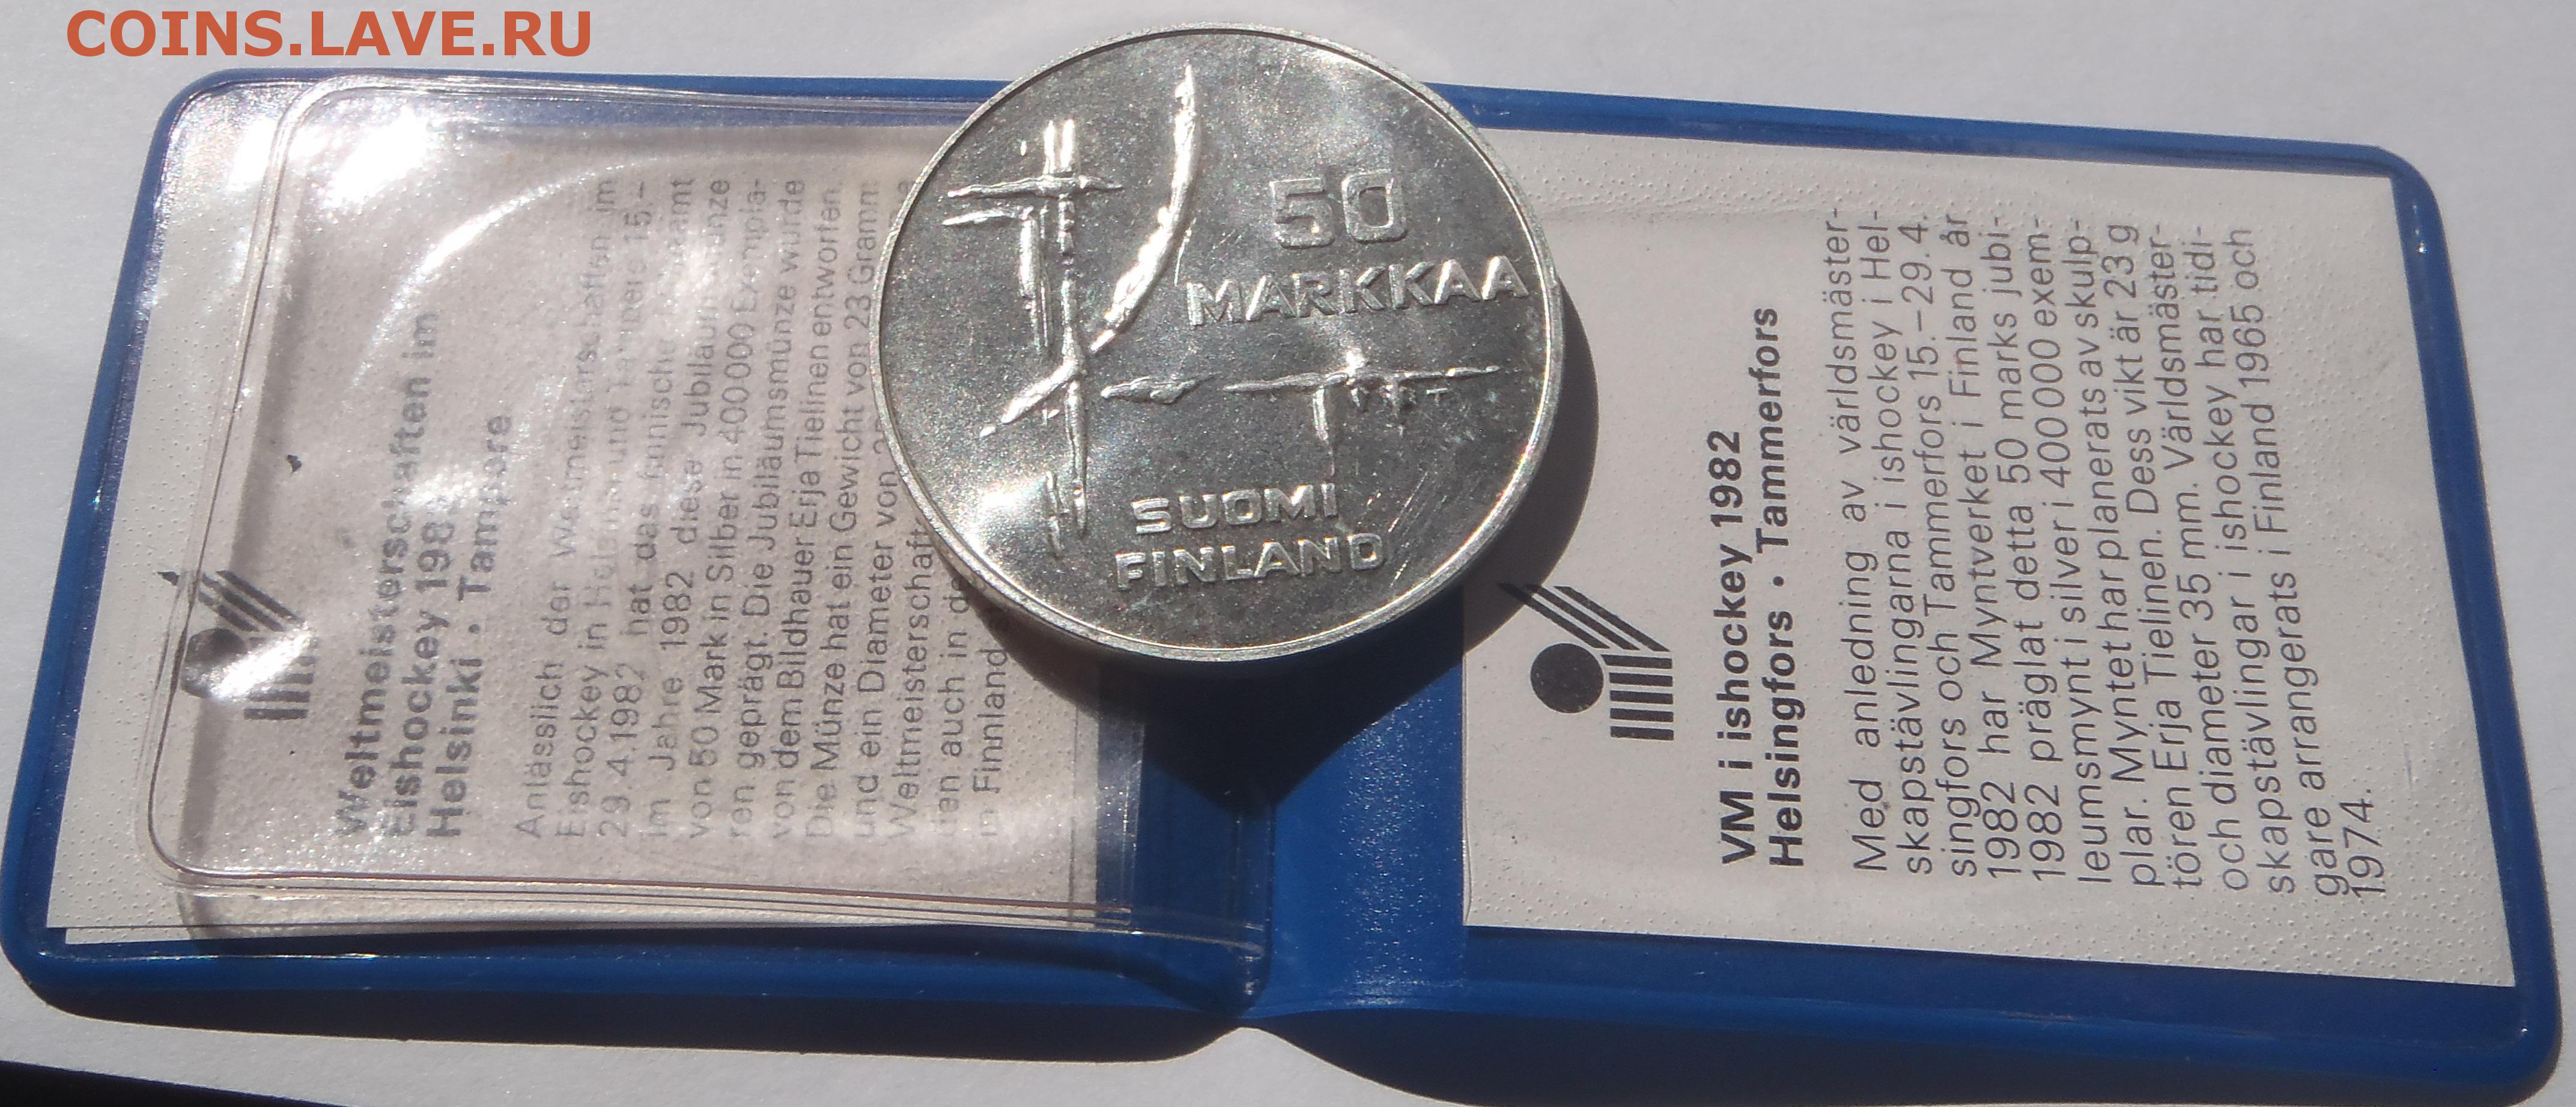 COINS.LAVE.RU
Weltmeisterschaften im
Eishockey 198
Helsinki • Tampere
Anlässlich der Weltmeisterschaften im
Eishockey in und Tampere 15.–
29.4.1982 hat das finnische
im Jahre 1982 diese
von 50 Mark in Silber in 400000 Exempla-
ren geprägt. Die Jubiläumsmünze wurde
von dem Bildhauer Erja Tielinen entworfen.
Die Münze hat ein Gewicht von 23 Gramm
und ein Diameter von
Weltmeisterschaft
auch in
in Finnland
50
MARKKAA
SUOMI
FINLAND
VM i ishockey 1982
Helsingfors • Tammerfors
Med anledning av världsmäster-
skapstävlingarna i ishockey i Hel-
singfors och Tammerfors 15.–29.4.
1982 har Myntverket i Finland år
1982 präglat detta 50 marks jubi-
leumsmynt i silver i 400000 exem-
plar. Myntet har planerats av skulp-
tören Erja Tielinen. Dess vikt är 23 g
och diameter 35 mm. Världsmäster-
skapstävlingar i ishockey har tidi-
gare arrangerats i Finland 1965 och
1974.